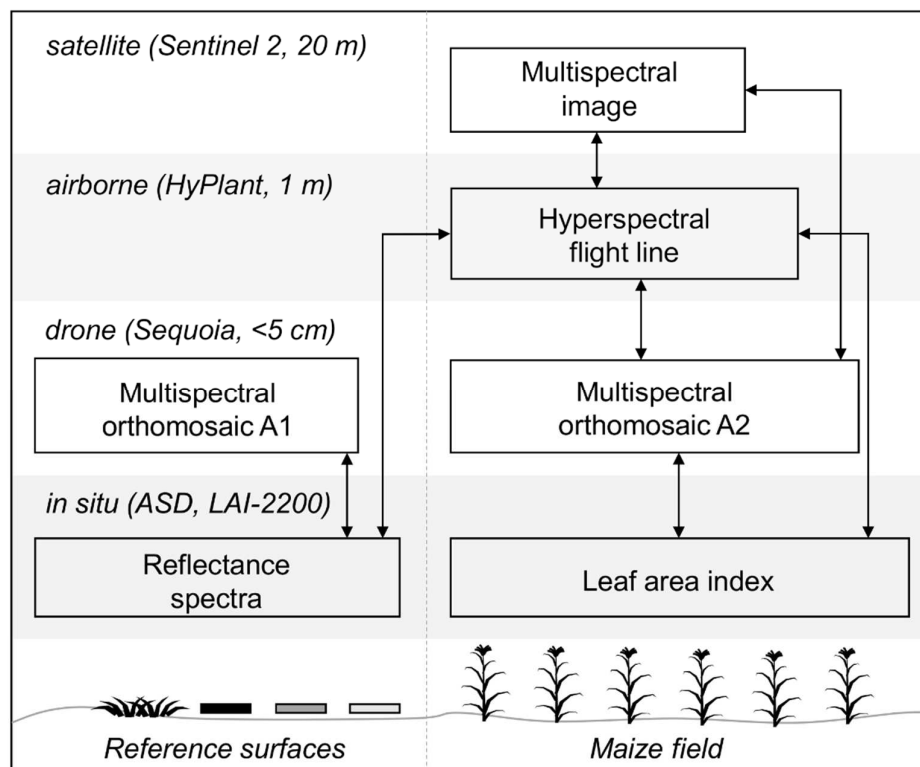 satellite (Sentinel 2, 20 m)
Multispectral
image
airborne (HyPlant, 1 m)
Hyperspectral
flight line
drone (Sequoia, <5 cm)
Multispectral
orthomosaic A1
Multispectral
orthomosaic A2
in situ (ASD, LAI-2200)
Reflectance
spectra
Leaf area index
Reference surfaces
Maize field